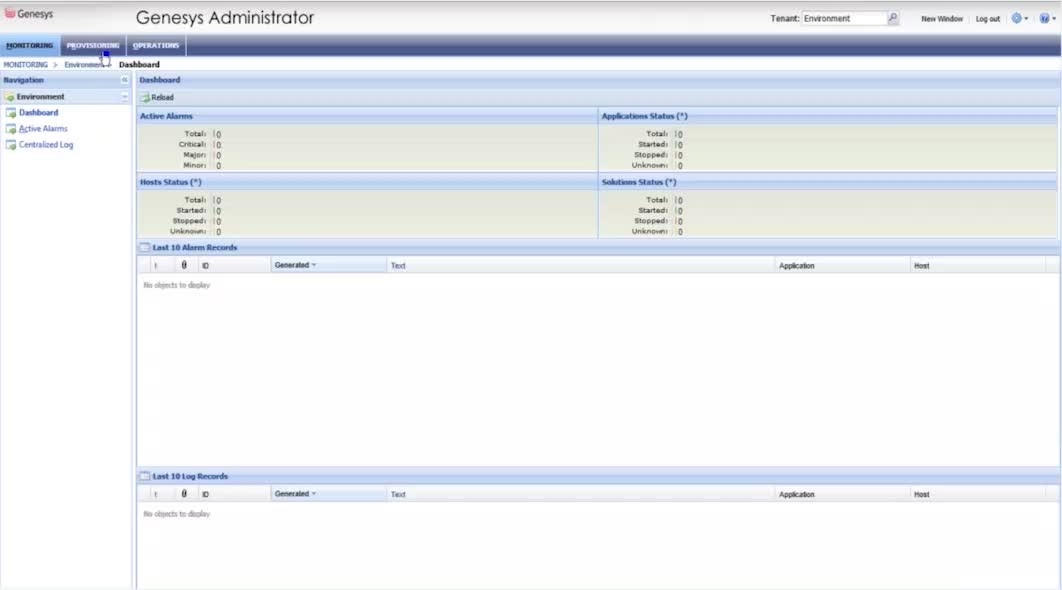 Genesys
Genesys Administrator
Tenant: Environment
New Window | Log out
MONITORING PROVISIONING OPERATIONS
MONITORING > Environment > Dashboard
Navigation
Environment
Dashboard
Active Alarms
Centralized Log
Dashboard
Reload
Active Alarms
Total: 0
Critical: 0
Major: 0
Minor: 0
Applications Status (*)
Total: 0
Started: 0
Stopped: 0
Unknown: 0
Hosts Status (*)
Total: 0
Started: 0
Stopped: 0
Unknown: 0
Solutions Status (*)
Total: 0
Started: 0
Stopped: 0
Unknown: 0
Last 10 Alarm Records
! ID Generated Text Application Host
No objects to display
Last 10 Log Records
! ID Generated Text Application Host
No objects to display